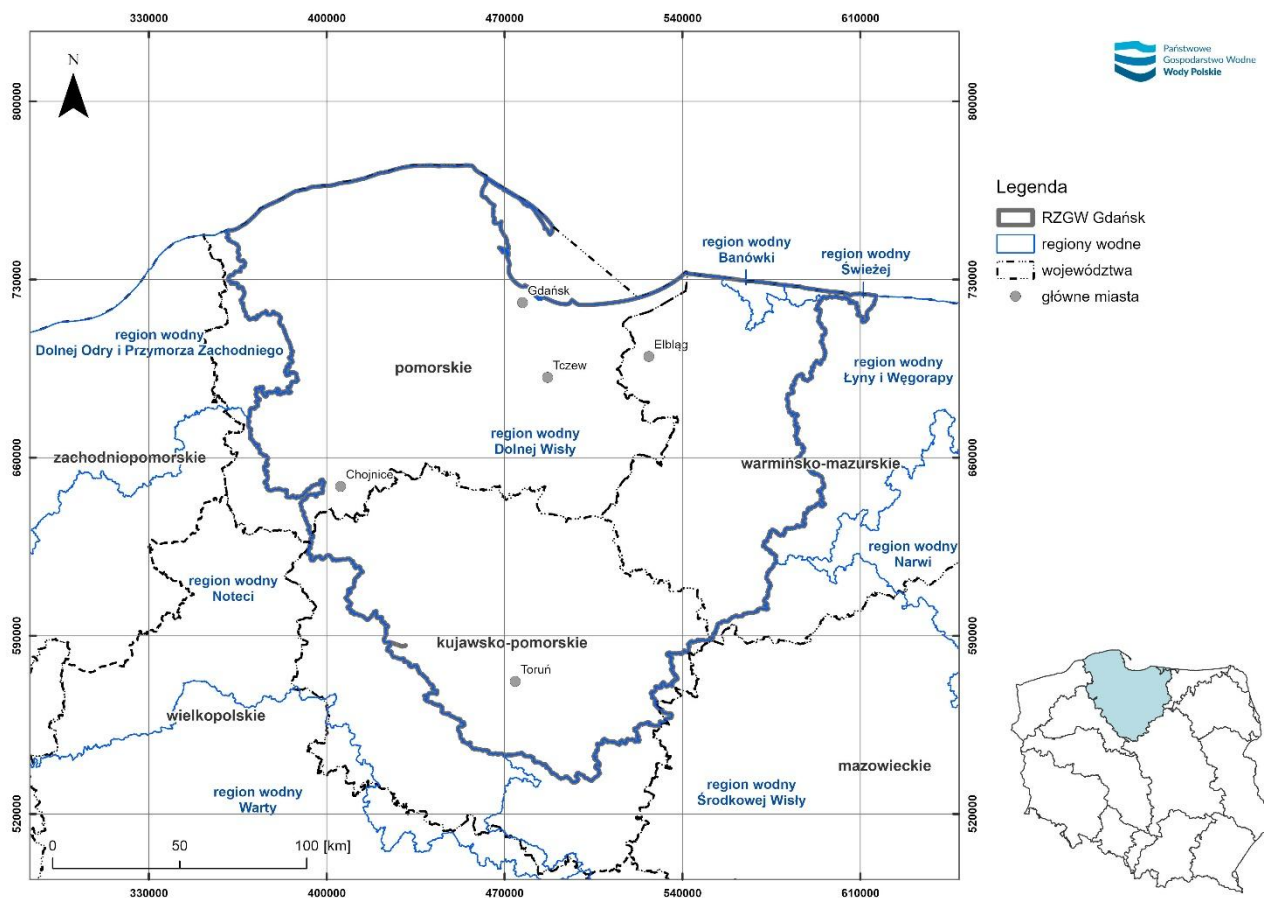 330000 400000 470000 540000 610000
Państwowe
Gospodarstwo Wodne
Wody Polskie
N
800000
800000
Legenda
RZGW Gdańsk
regiony wodne
województwa
główne miasta
region wodny
Banówki
region wodny
Świeżej
730000
730000
Gdańsk
region wodny
Dolnej Odry i Przymorza Zachodniego
Elbląg
Tczew
pomorskie
region wodny
Łyny i Węgorapy
region wodny
Dolnej Wisły
660000
zachodniopomorskie
warmińsko-mazurskie
660000
Chojnice
region wodny
Narwi
region wodny
Noteci
590000
kujawsko-pomorskie
590000
Toruń
wielkopolskie
mazowieckie
region wodny
Środkowej Wisły
region wodny
Warty
520000
520000
0 50 100 [km]
330000 400000 470000 540000 610000